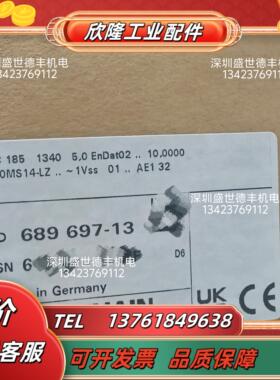 欣隆工业配件
深圳盛世德丰机电
13423769112
深圳盛世德丰机电
13423769112
185 1340 5,0 EnDat02 .. 10,0000
0MS14-LZ .. ~1Vss 01 .. AE1 32
深圳盛世德丰机电
13423769112
D 689 697-13
SN 6
D6
in Germany
UK
CE
价
客服
TEL 13761849638
可开发票 品质保障